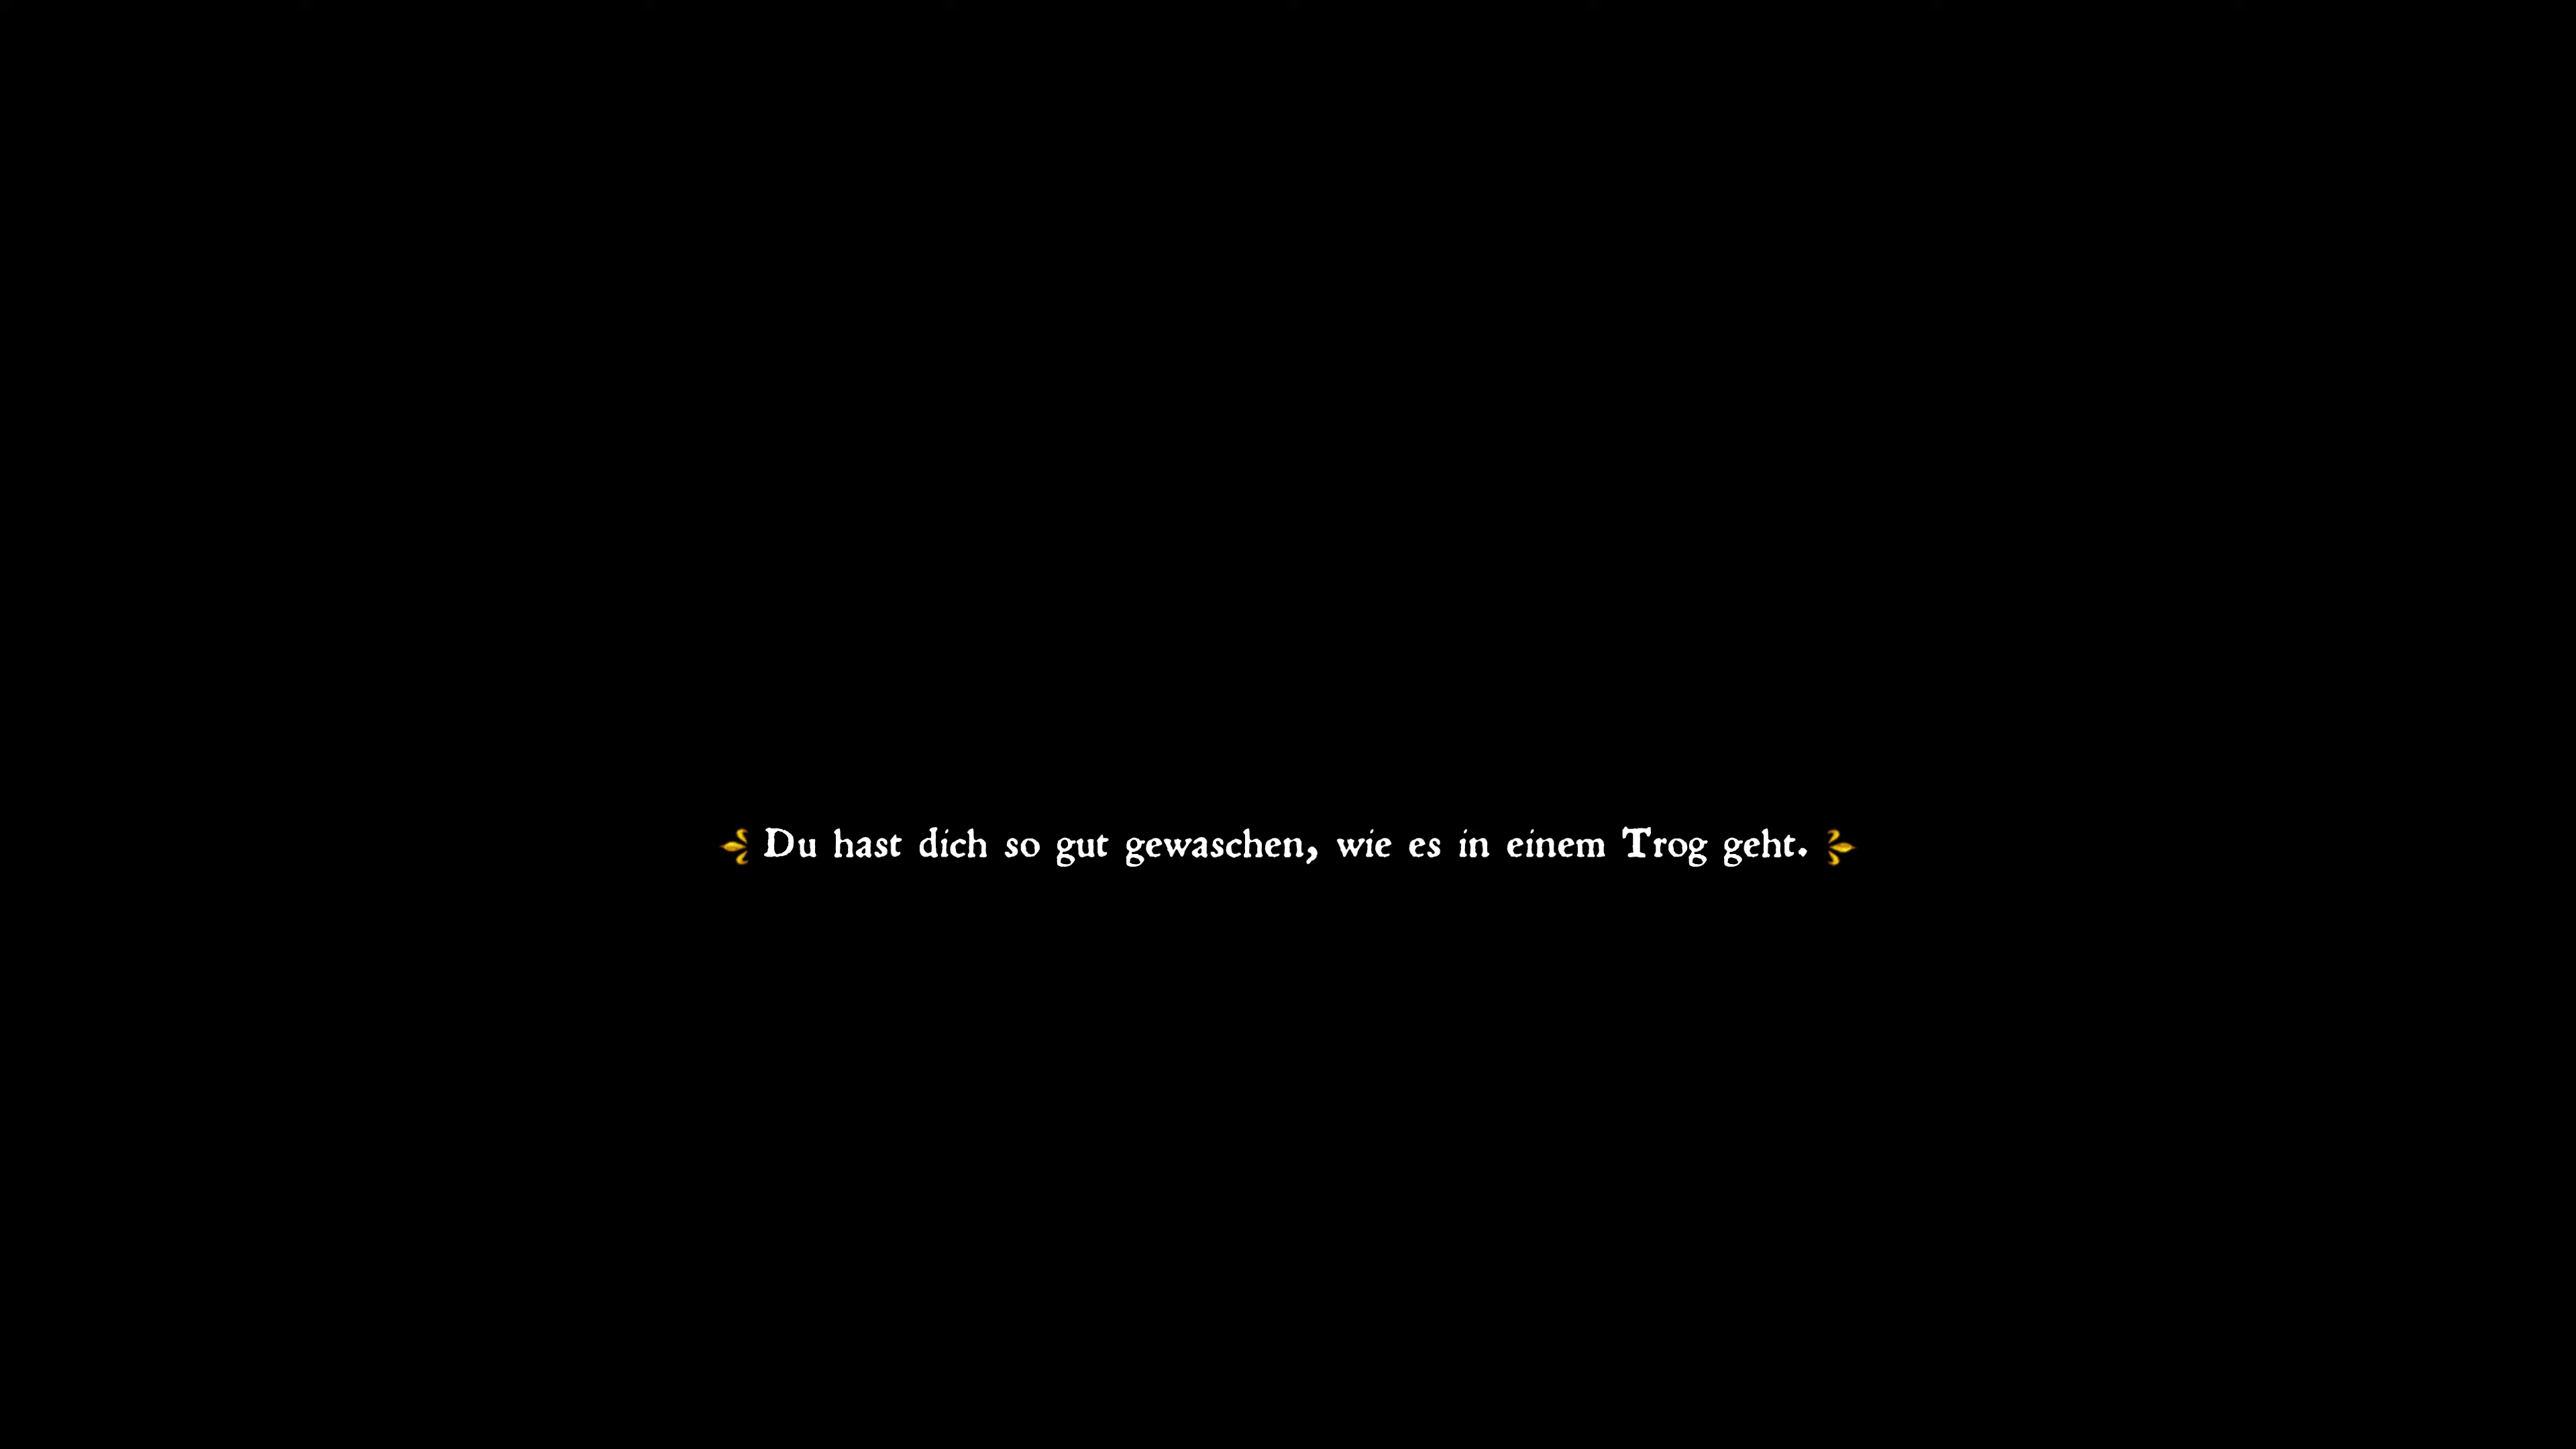 Du hast dich so gut gewaschen, wie es in einem Trog geht.